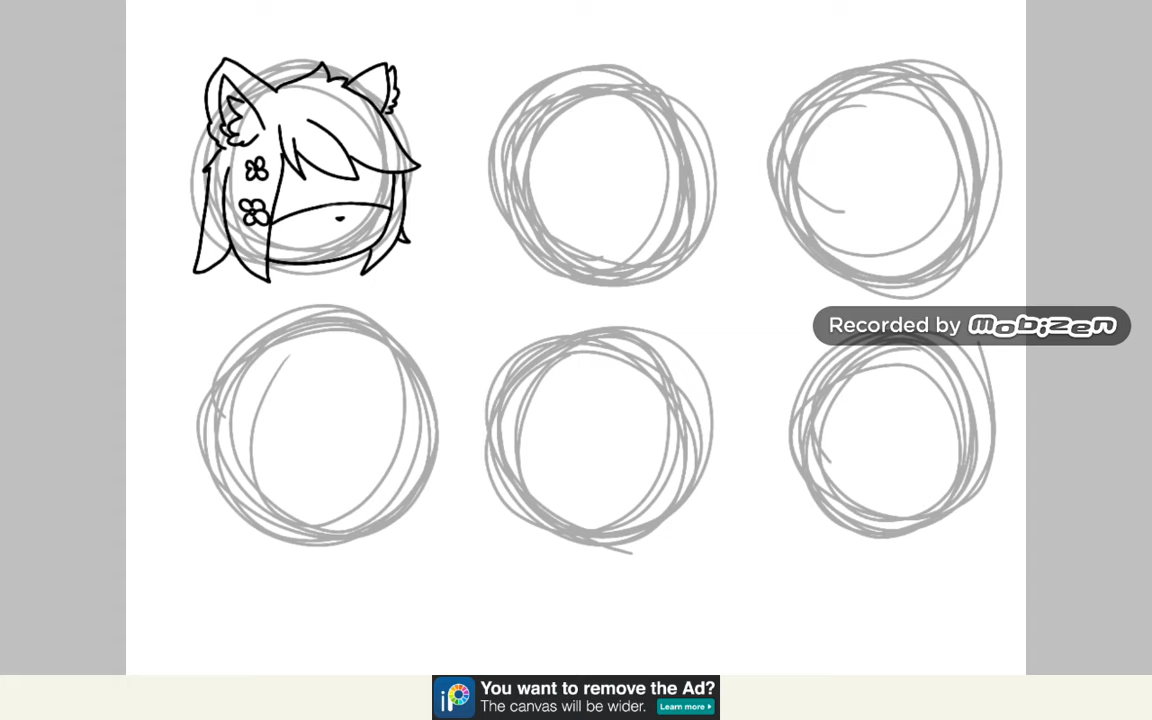 Recorded by mobizen
You want to remove the Ad?
The canvas will be wider.
Learn more